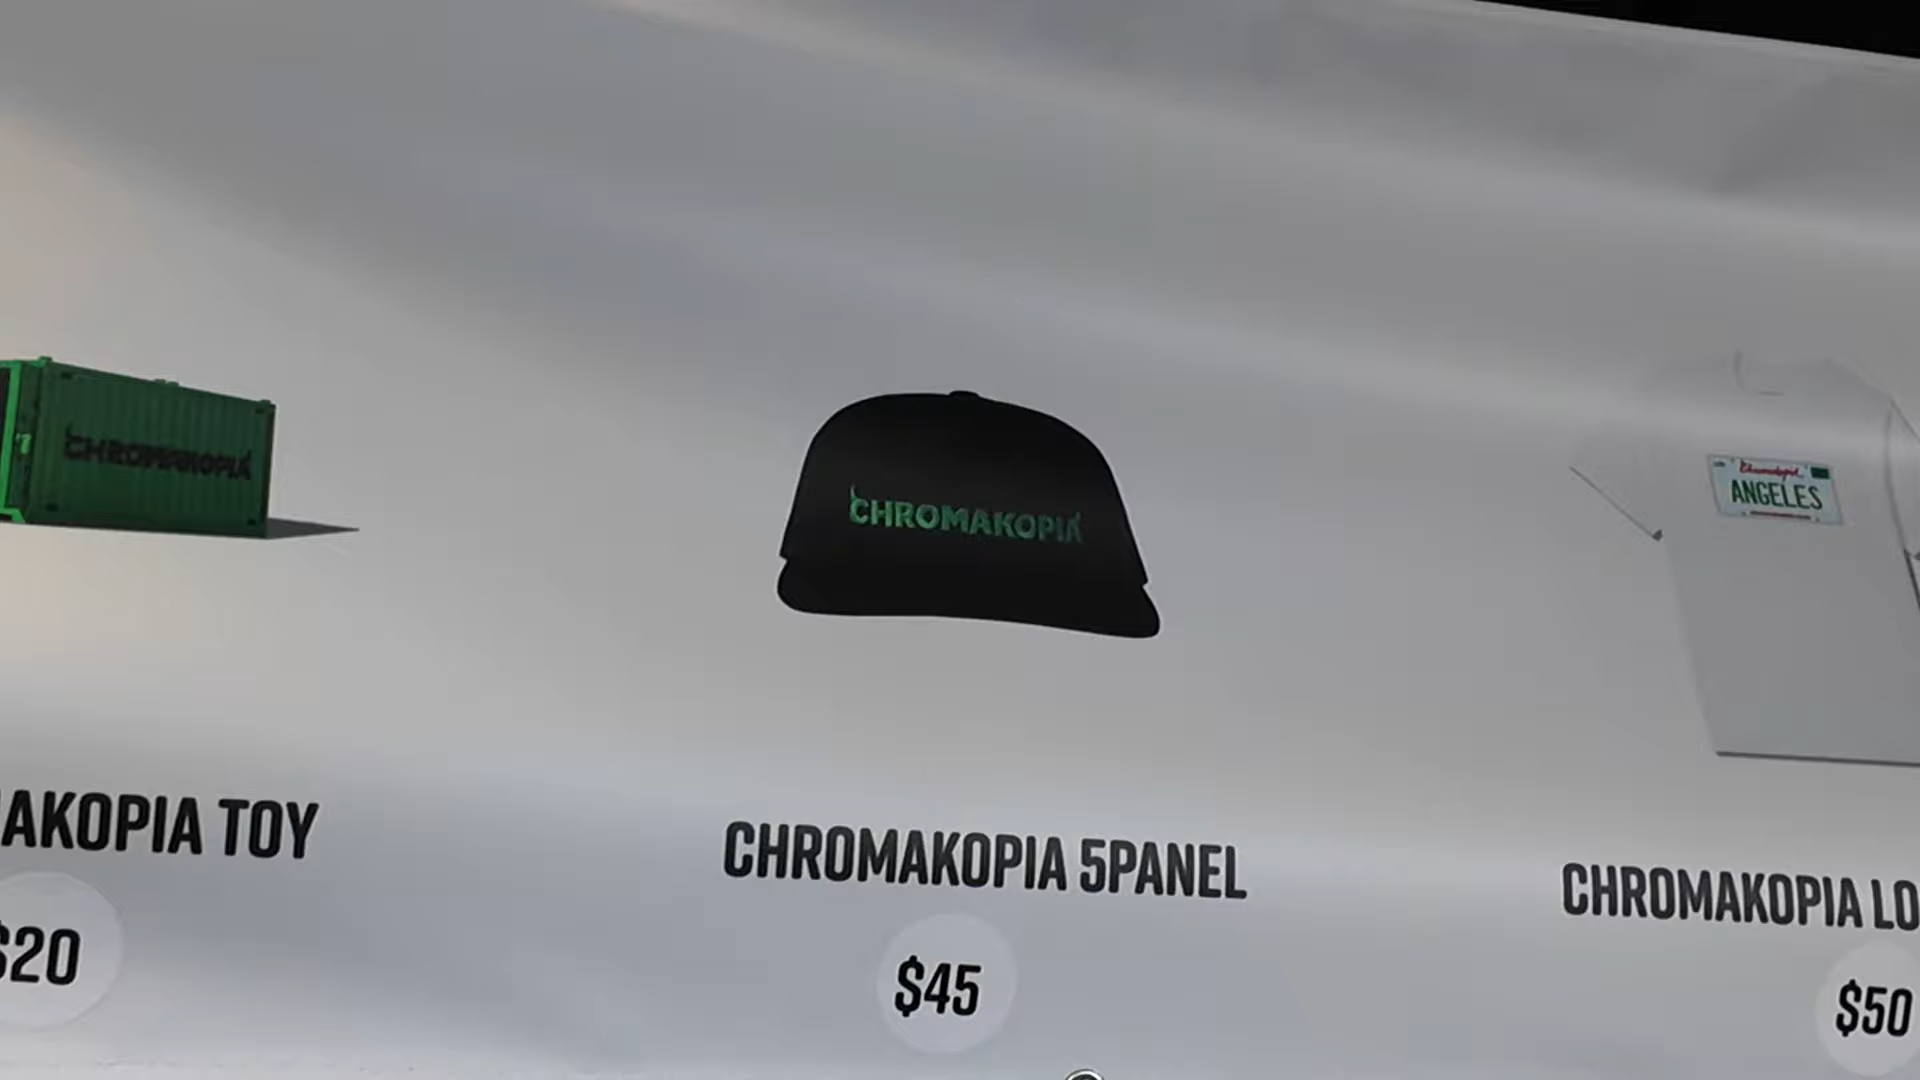 CHROMAKOPIA
CHROMAKOPIA
ANGELES
AKOPIA TOY
$20
CHROMAKOPIA 5PANEL
$45
CHROMAKOPIA LO
$50